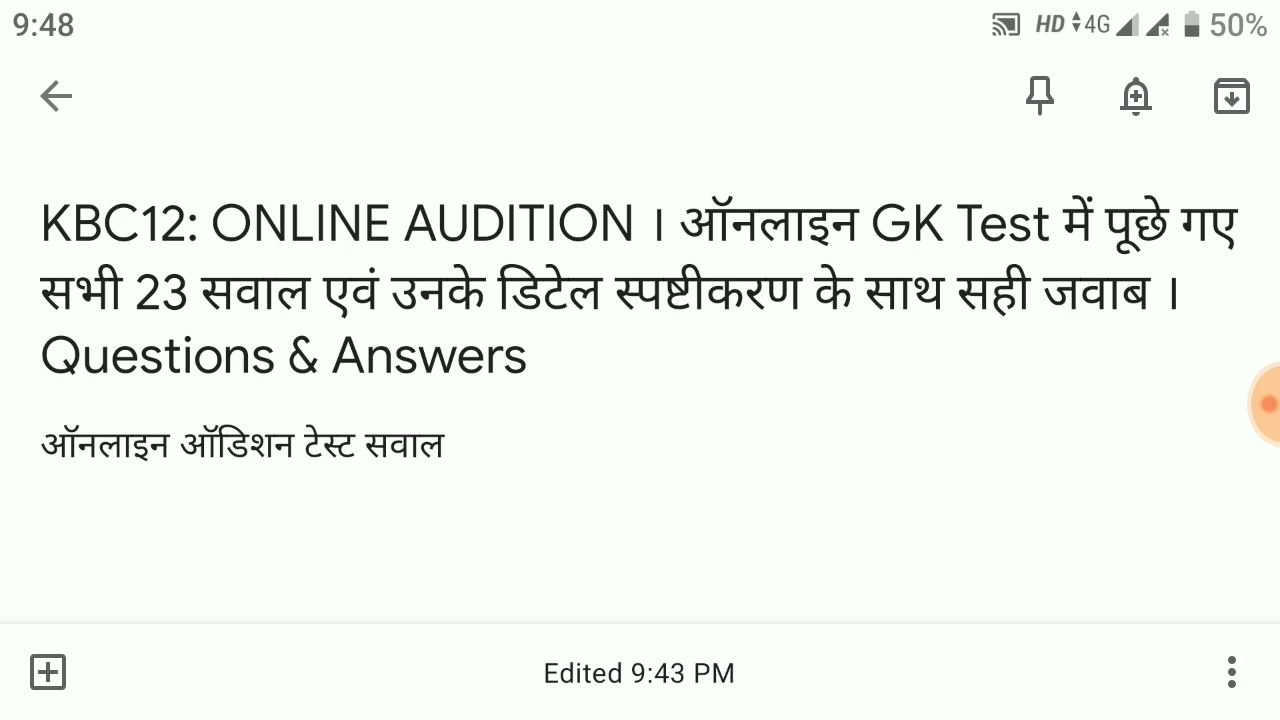 9:48 HD 4G 50%
KBC12: ONLINE AUDITION । ऑनलाइन GK Test में पूछे गए
सभी 23 सवाल एवं उनके डिटेल स्पष्टीकरण के साथ सही जवाब ।
Questions & Answers
ऑनलाइन ऑडिशन टेस्ट सवाल
Edited 9:43 PM